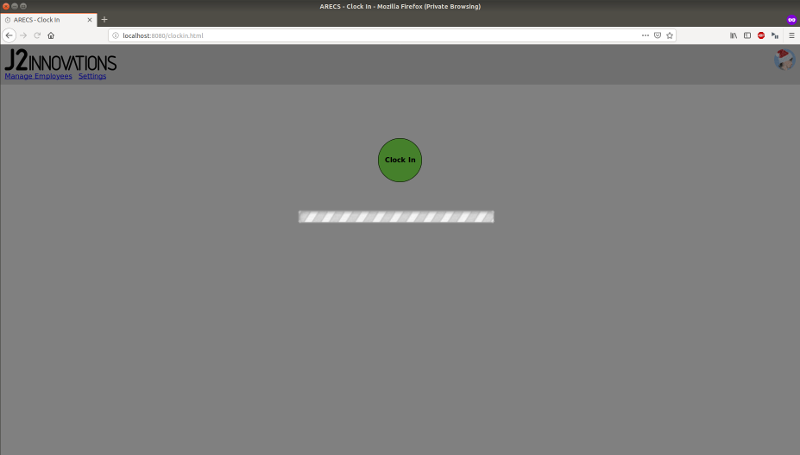 ARECS - Clock In - Mozilla Firefox (Private Browsing)
ARECS - Clock In
localhost:8080/clockin.html
J2INNOVATIONS
Manage Employees Settings
Clock In